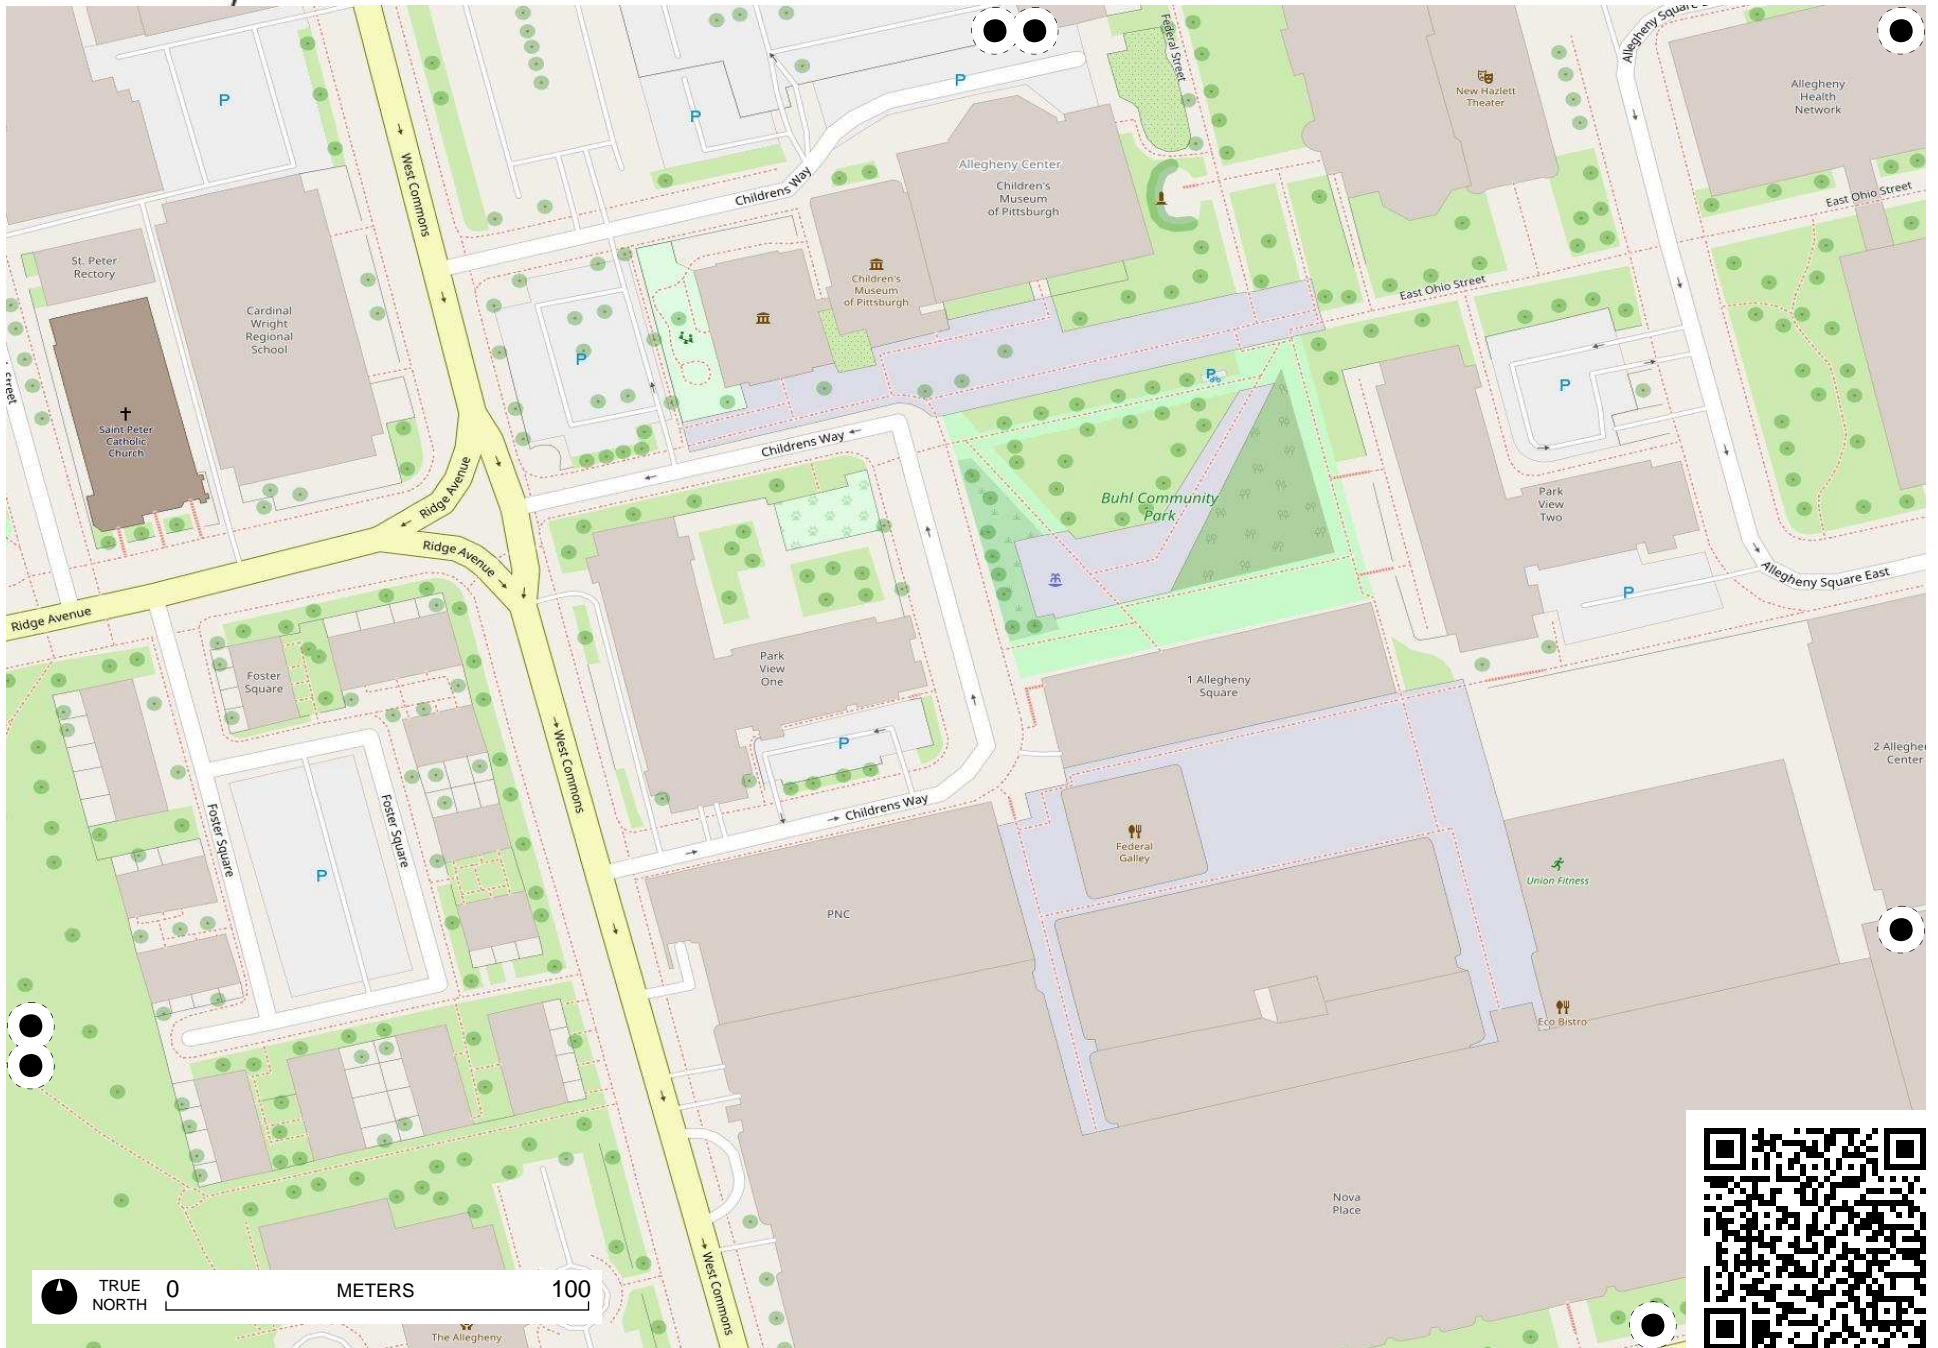 Federal Street
Allegheny Square
P
P
P
New Hazlett
Theater
Allegheny
Health
Network
West Commons
Childrens Way
Allegheny Center
Children's
Museum
of Pittsburgh
East Ohio Street
St. Peter
Rectory
Children's
Museum
of Pittsburgh
East Ohio Street
Cardinal
Wright
Regional
School
P
P
P
Street
Saint Peter
Catholic
Church
Childrens Way
Ridge Avenue
Buhl Community
Park
Park
View
Two
Ridge Avenue
Allegheny Square East
P
Ridge Avenue
Foster
Square
Park
View
One
1 Allegheny
Square
West Commons
P
2 Alleghe
Center
Foster Square
Foster Square
Childrens Way
Federal
Galley
P
Union Fitness
PNC
Eco Bistro
Nova
Place
West Commons
TRUE
NORTH
0 METERS 100
The Allegheny